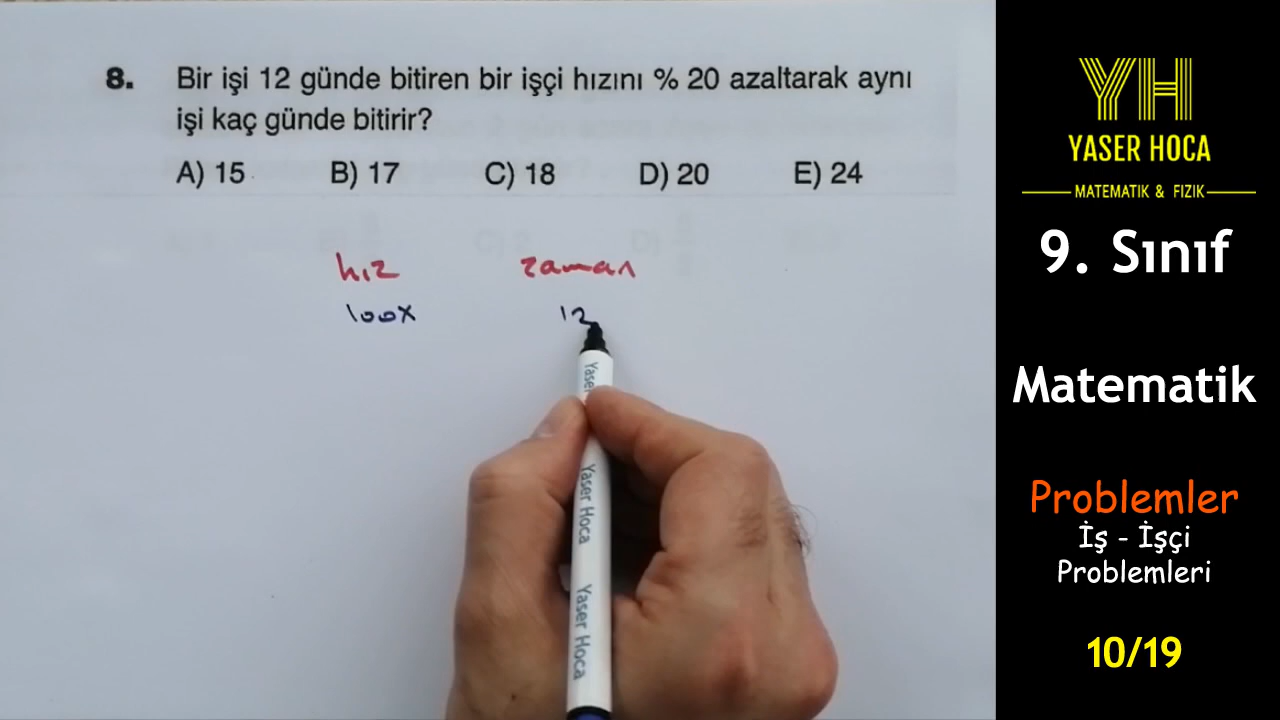 8. Bir işi 12 günde bitiren bir işçi hızını % 20 azaltarak aynı
işi kaç günde bitirir?
A) 15 B) 17 C) 18 D) 20 E) 24
hız zaman
100x 12
Yaser Hoca
Yaser Hoca
YH
YASER HOCA
MATEMATIK & FIZIK
9. Sınıf
Matematik
Problemler
İş - İşçi
Problemleri
10/19